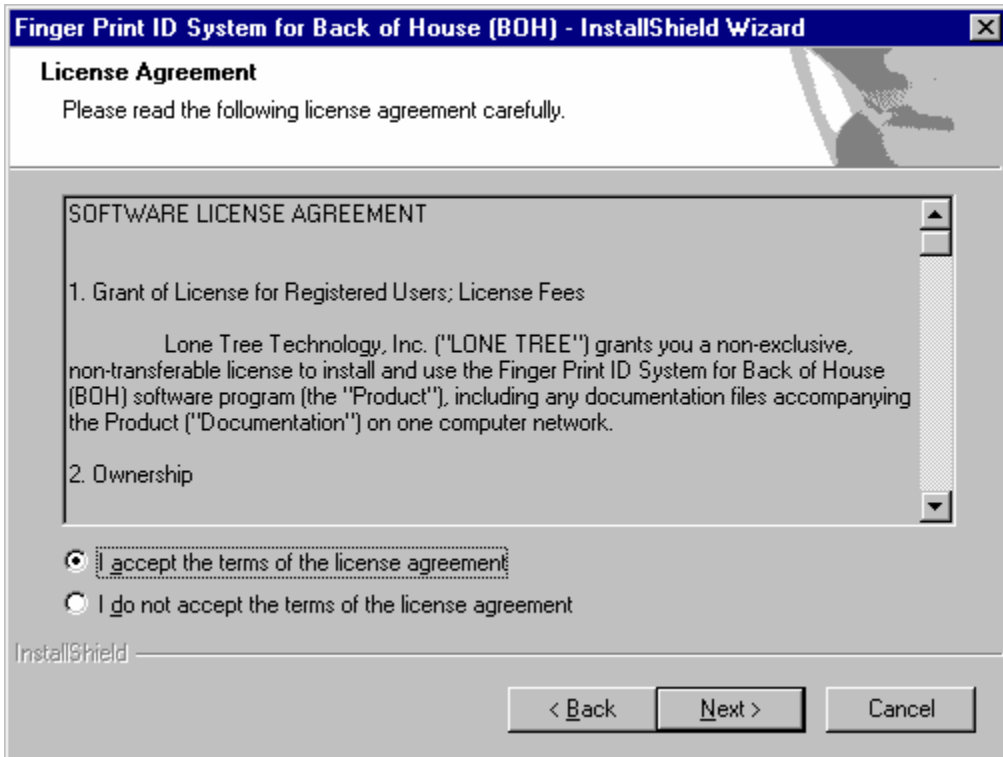 Finger Print ID System for Back of House (BOH) - InstallShield Wizard
License Agreement
Please read the following license agreement carefully.
SOFTWARE LICENSE AGREEMENT
1. Grant of License for Registered Users; License Fees
Lone Tree Technology, Inc. ("LONE TREE") grants you a non-exclusive,
non-transferable license to install and use the Finger Print ID System for Back of House
(BOH) software program (the "Product"), including any documentation files accompanying
the Product ("Documentation") on one computer network.
2. Ownership
I accept the terms of the license agreement
I do not accept the terms of the license agreement
InstallShield
< Back
Next >
Cancel